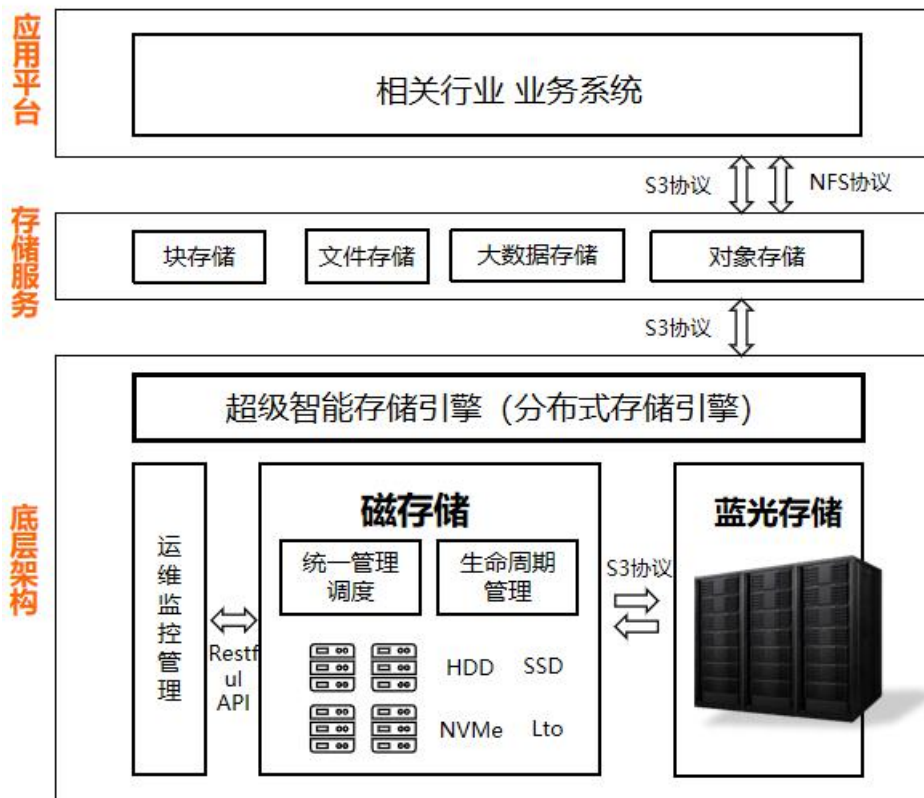 应用平台
相关行业 业务系统
S3协议
NFS协议
存储服务
块存储
文件存储
大数据存储
对象存储
S3协议
底层架构
超级智能存储引擎（分布式存储引擎）
运维监控管理
Restf
ul
API
磁存储
统一管理
调度
生命周期
管理
HDD
SSD
NVMe
Lto
S3协议
蓝光存储